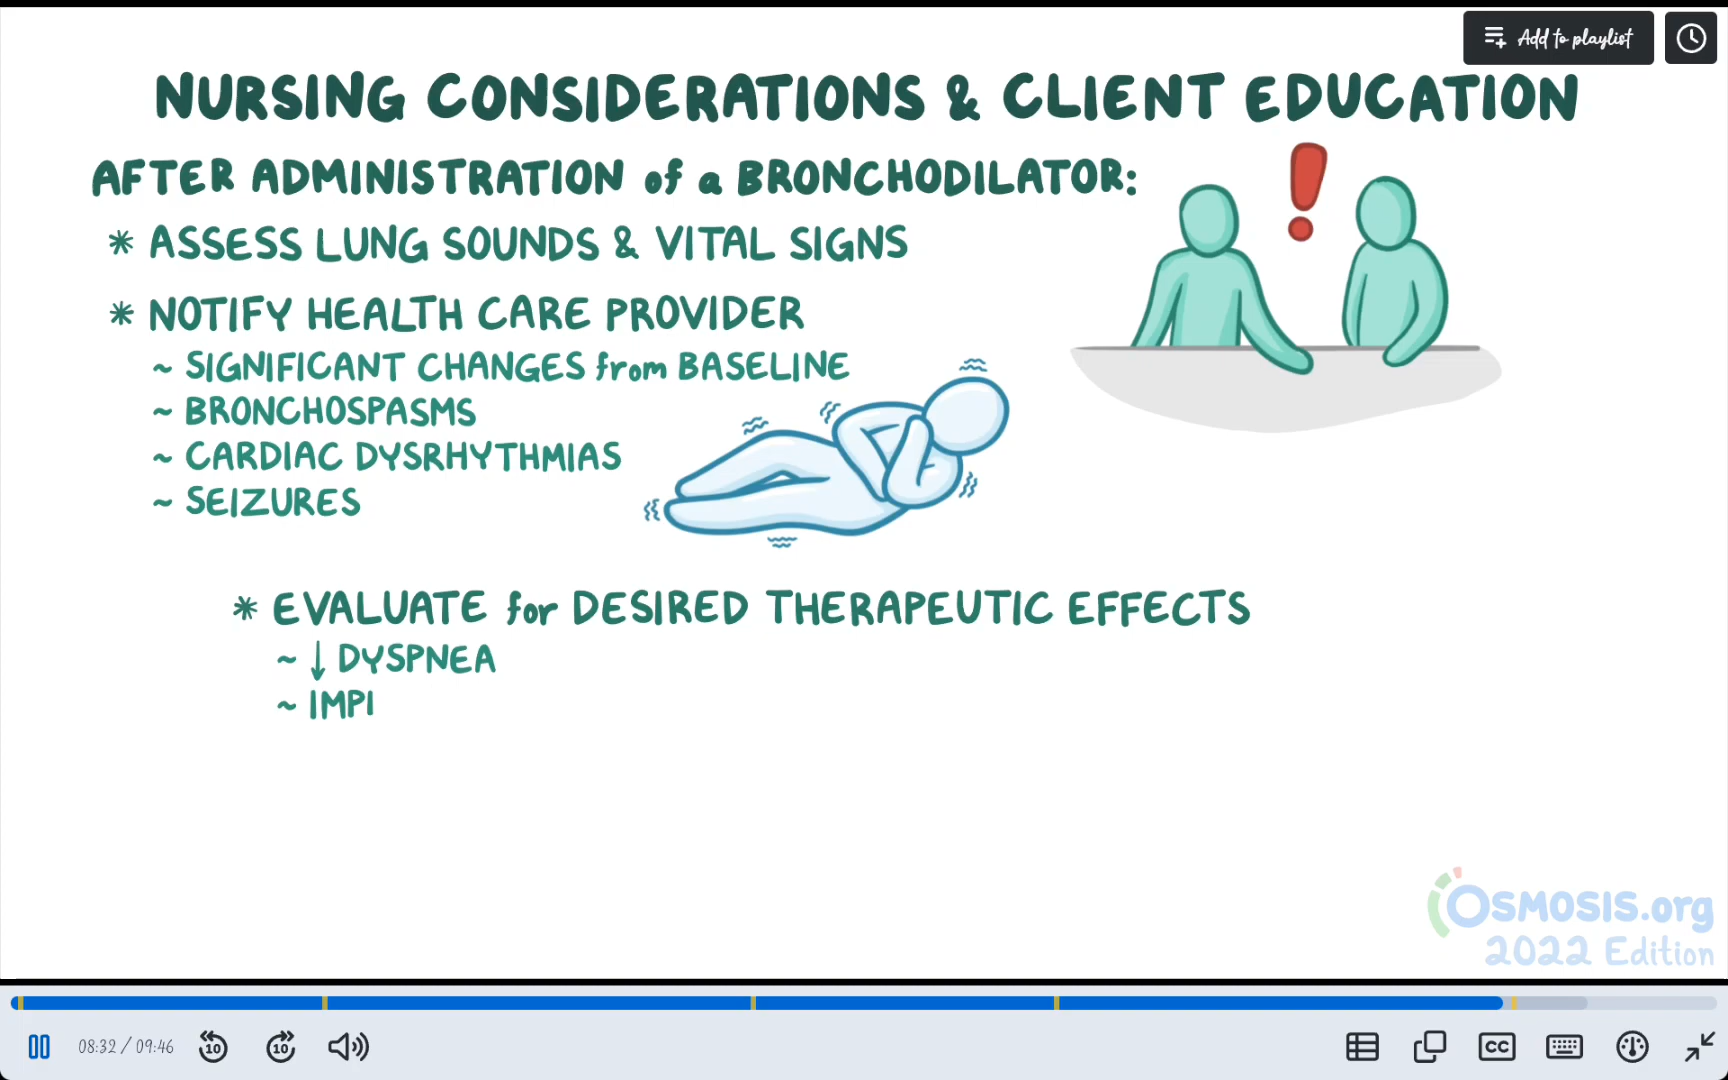 Add to playlist
NURSING CONSIDERATIONS & CLIENT EDUCATION
AFTER ADMINISTRATION of a BRONCHODILATOR:
* ASSESS LUNG SOUNDS & VITAL SIGNS
* NOTIFY HEALTH CARE PROVIDER
~ SIGNIFICANT CHANGES from BASELINE
~ BRONCHOSPASMS
~ CARDIAC DYSRHYTHMIAS
~ SEIZURES
* EVALUATE for DESIRED THERAPEUTIC EFFECTS
~ ↓ DYSPNEA
~ IMPI
OSMOSIS.org
2022 Edition
08:32 / 09:46
10
10
CC